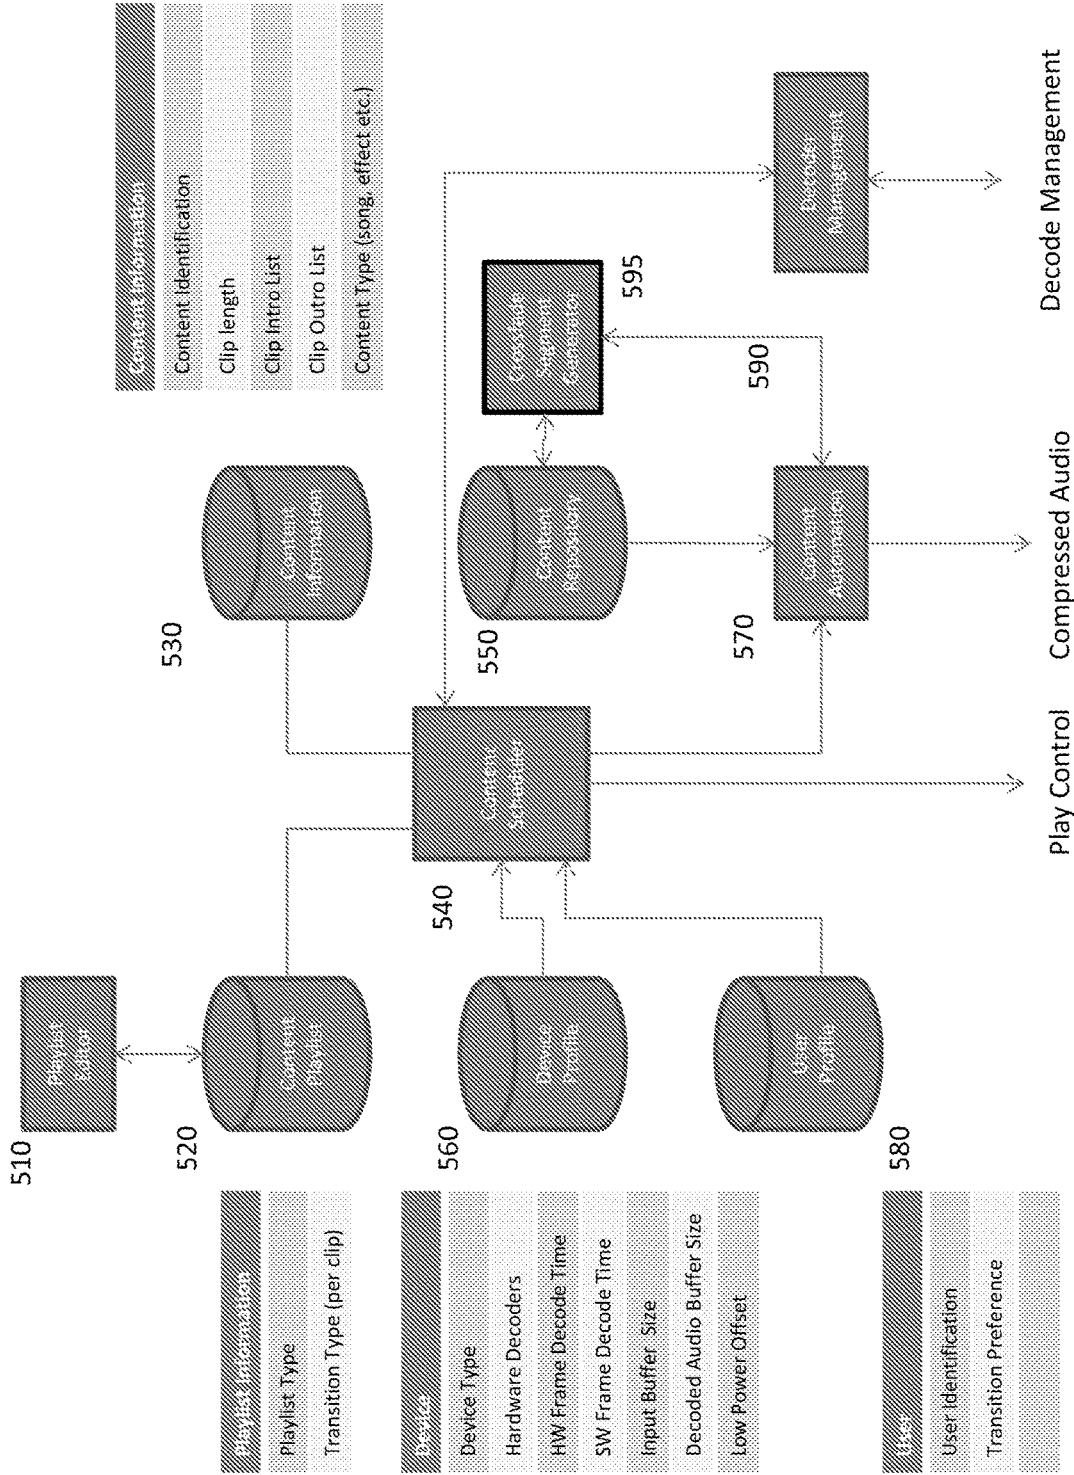 510
Playlist
Editor
520
Content
Playlist
530
Content
Information
540
Content
Scheduler
550
Content
Repository
560
Device
Profile
570
Content
Automation
580
User
Profile
590
595
Crossfade
Segment
Generator
Decode
Management
Play Control
Compressed Audio
Decode Management
Playlist Information
Playlist Type
Transition Type (per clip)
Device
Device Type
Hardware Decoders
HW Frame Decode Time
SW Frame Decode Time
Input Buffer Size
Decoded Audio Buffer Size
Low Power Offset
User
User Identification
Transition Preference
Content Information
Content Identification
Clip length
Clip Intro List
Clip Outro List
Content Type (song, effect etc.)